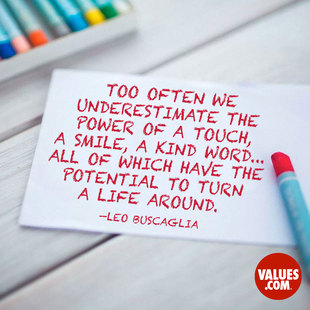 TOO OFTEN WE
UNDERESTIMATE THE
POWER OF A TOUCH,
A SMILE, A KIND WORD...
ALL OF WHICH HAVE THE
POTENTIAL TO TURN
A LIFE AROUND.
—LEO BUSCAGLIA
VALUES
.COM®